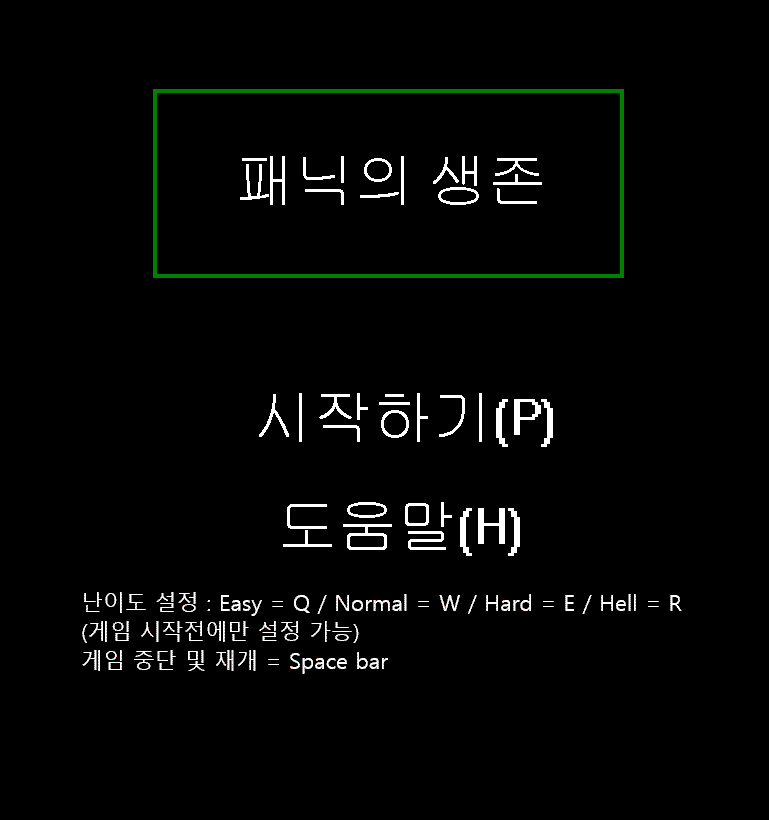 패닉의 생존
시작하기(P)
도움말(H)
난이도 설정 : Easy = Q / Normal = W / Hard = E / Hell = R
(게임 시작전에만 설정 가능)
게임 중단 및 재개 = Space bar